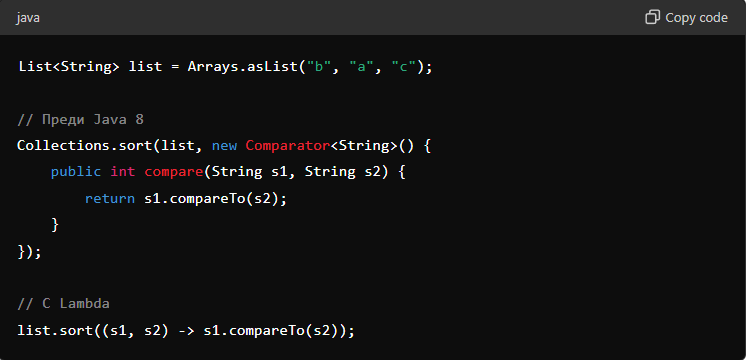 java
Copy code
List<String> list = Arrays.asList("b", "a", "c");
// Преди Java 8
Collections.sort(list, new Comparator<String>() {
    public int compare(String s1, String s2) {
        return s1.compareTo(s2);
    }
});
// С Lambda
list.sort((s1, s2) -> s1.compareTo(s2));